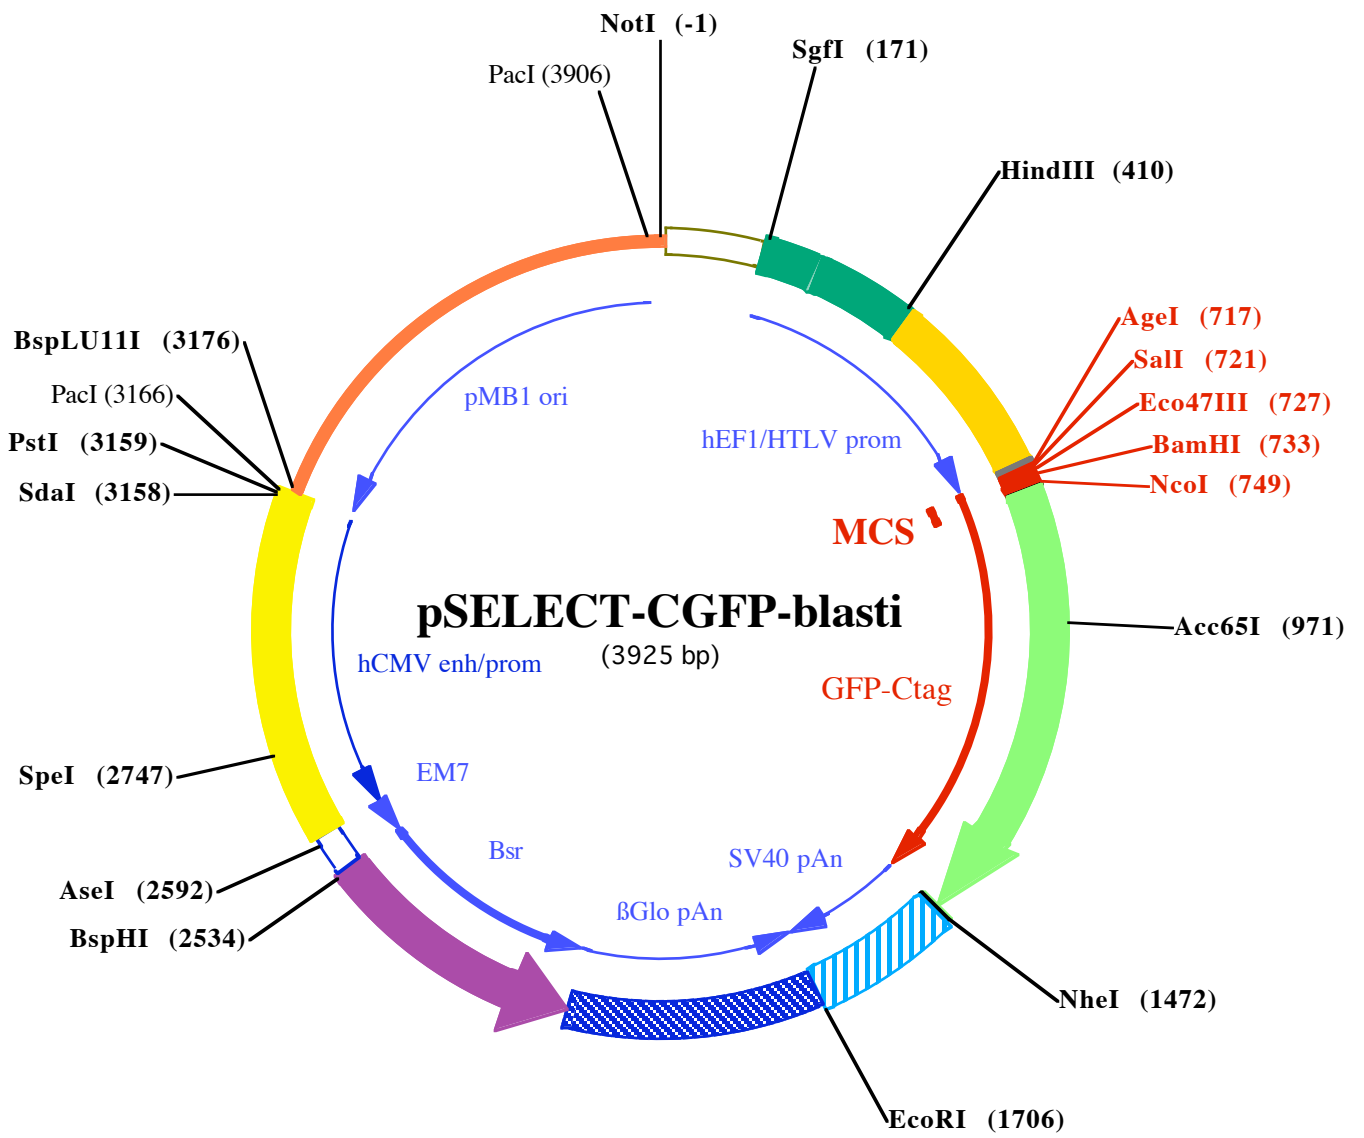 NotI (-1)
SgfI (171)
PacI (3906)
HindIII (410)
AgeI (717)
SalI (721)
Eco47III (727)
BamHI (733)
NcoI (749)
BspLU11I (3176)
PacI (3166)
PstI (3159)
SdaI (3158)
pMB1 ori
hEF1/HTLV prom
MCS
pSELECT-CGFP-blasti
(3925 bp)
Acc65I (971)
hCMV enh/prom
GFP-Ctag
SpeI (2747)
EM7
Bsr
SV40 pAn
ßGlo pAn
AseI (2592)
BspHI (2534)
NheI (1472)
EcoRI (1706)